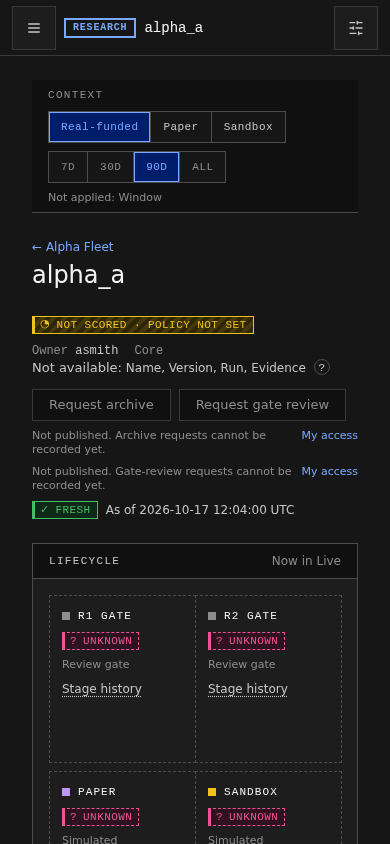 RESEARCH alpha_a
CONTEXT
Real-funded Paper Sandbox
7D 30D 90D ALL
Not applied: Window
← Alpha Fleet
alpha_a
NOT SCORED · POLICY NOT SET
Owner asmith Core
Not available: Name, Version, Run, Evidence ?
Request archive Request gate review
Not published. Archive requests cannot be recorded yet. My access
Not published. Gate-review requests cannot be recorded yet. My access
✓ FRESH As of 2026-10-17 12:04:00 UTC
LIFECYCLE Now in Live
R1 GATE R2 GATE
? UNKNOWN ? UNKNOWN
Review gate Review gate
Stage history Stage history
PAPER SANDBOX
? UNKNOWN ? UNKNOWN
Simulated Simulated